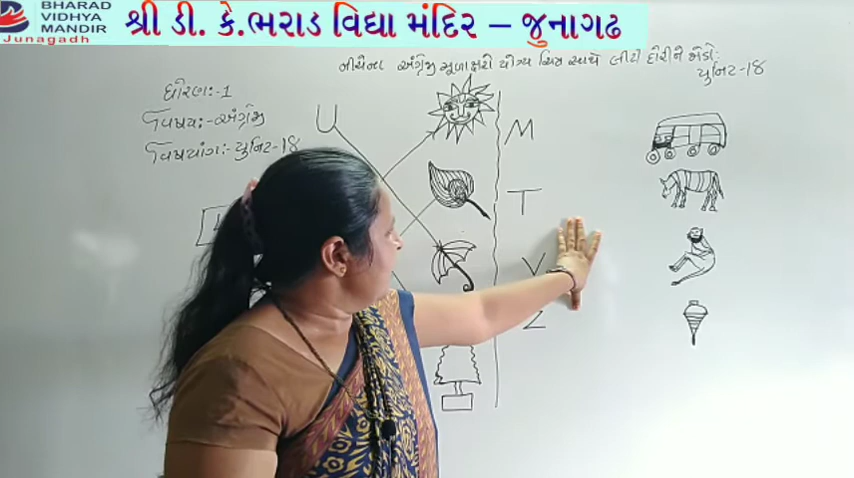 BHARAD
VIDHYA
MANDIR
Junagadh
શ્રી ડી. કે.ભરાડ વિદ્યા મંદિર – જુનાગઢ
નીચેના અંગ્રેજી મૂળાક્ષરો યોગ્ય ચિત્ર સાથે લીટી દોરીને જોડો:
યુનિટ-18
ધોરણ:-1
વિષય:-અંગ્રેજી
વિષયાંગ:-યુનિટ-18
U
M
T
Z